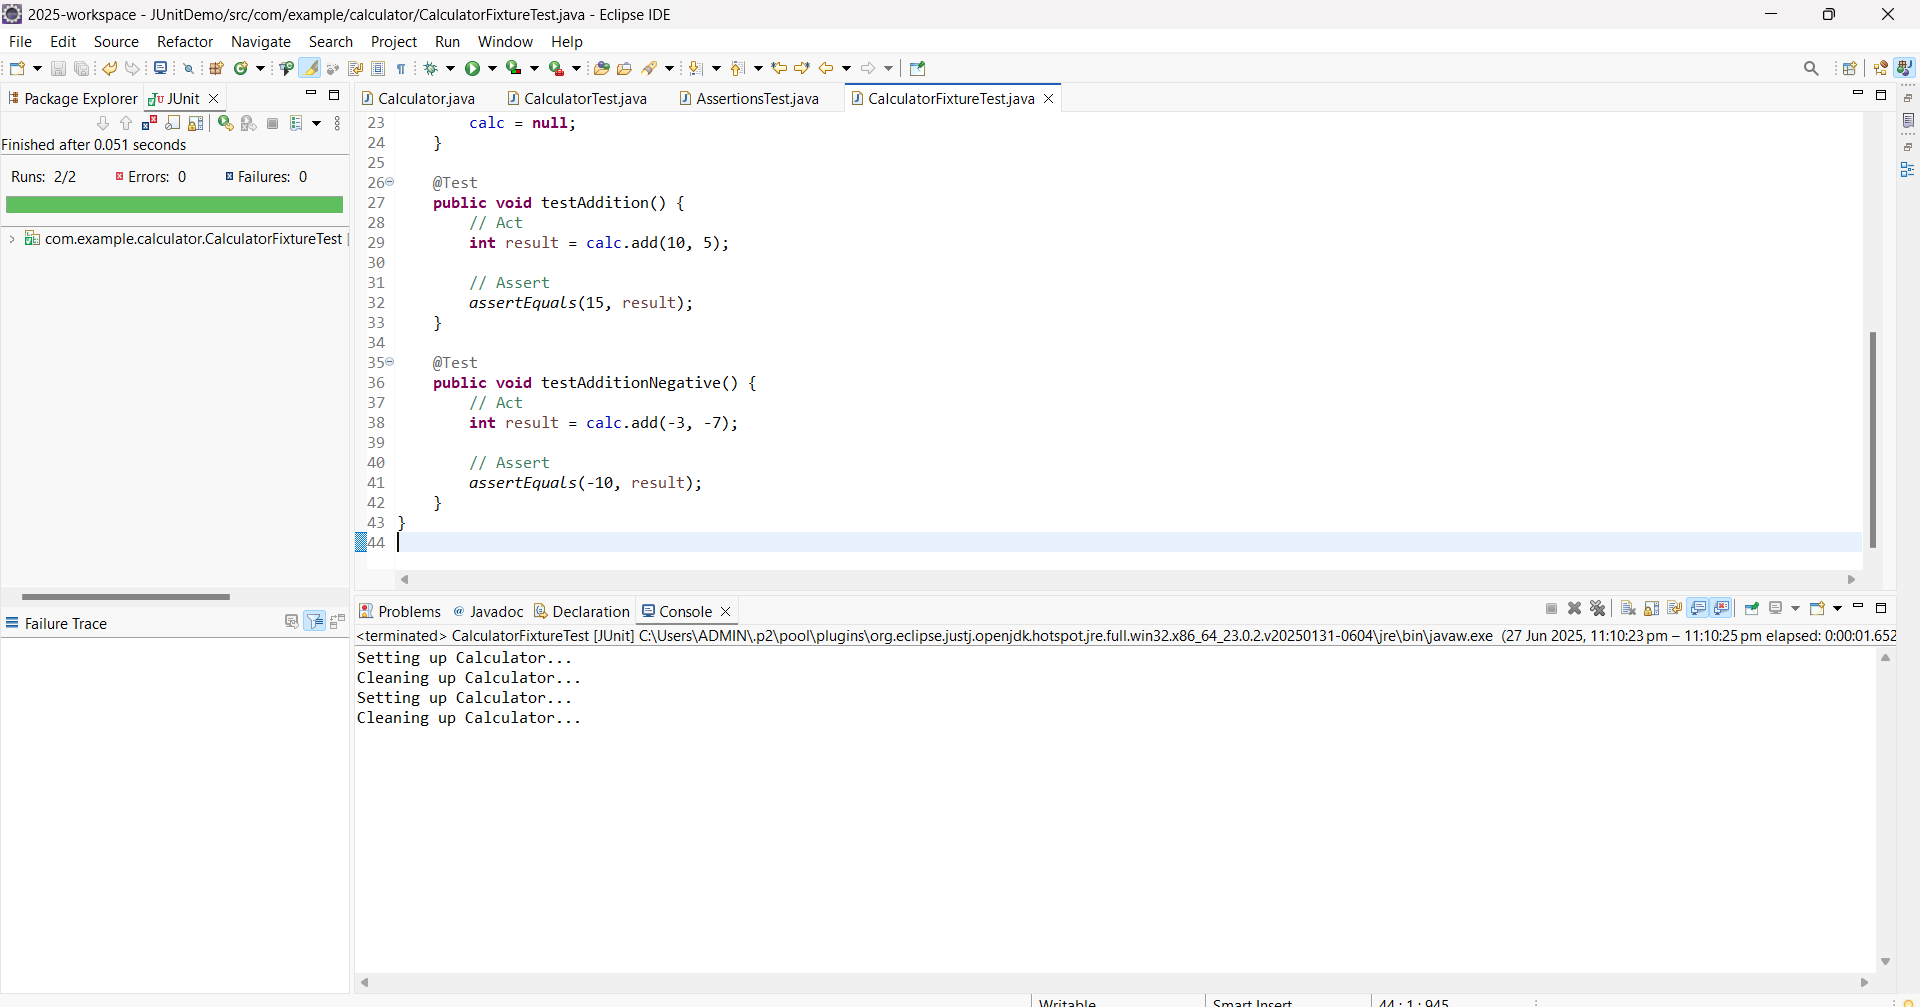 2025-workspace - JUnitDemo/src/com/example/calculator/CalculatorFixtureTest.java - Eclipse IDE
File Edit Source Refactor Navigate Search Project Run Window Help
Package Explorer JUnit
Calculator.java CalculatorTest.java AssertionsTest.java CalculatorFixtureTest.java
Finished after 0.051 seconds
Runs: 2/2 Errors: 0 Failures: 0
com.example.calculator.CalculatorFixtureTest
23 calc = null;
24 }
25
26 @Test
27 public void testAddition() {
28 // Act
29 int result = calc.add(10, 5);
30
31 // Assert
32 assertEquals(15, result);
33 }
34
35 @Test
36 public void testAdditionNegative() {
37 // Act
38 int result = calc.add(-3, -7);
39
40 // Assert
41 assertEquals(-10, result);
42 }
43 }
44
Failure Trace
Problems @ Javadoc Declaration Console
<terminated> CalculatorFixtureTest [JUnit] C:\Users\ADMIN\.p2\pool\plugins\org.eclipse.justj.openjdk.hotspot.jre.full.win32.x86_64_23.0.2.v20250131-0604\jre\bin\javaw.exe (27 Jun 2025, 11:10:23 pm – 11:10:25 pm elapsed: 0:00:01.652
Setting up Calculator...
Cleaning up Calculator...
Setting up Calculator...
Cleaning up Calculator...
Writable Smart Insert 44 : 1 : 945